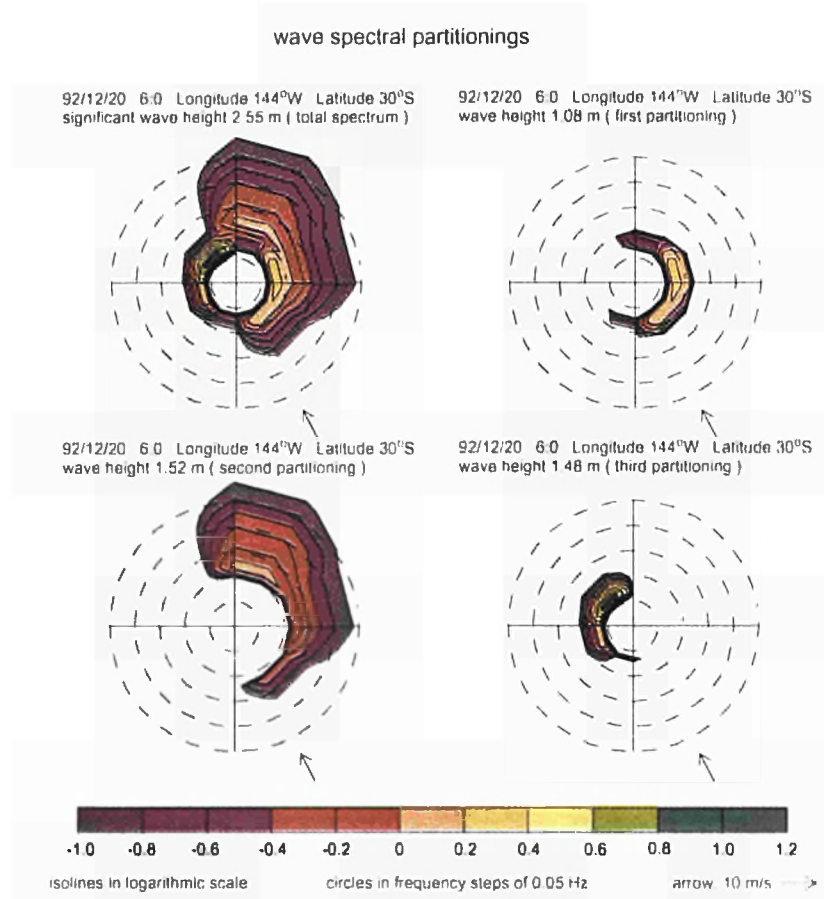 wave spectral partitionings
92/12/20 6:0 Longitude 144°W Latitude 30°S
significant wave height 2.55 m ( total spectrum )
92/12/20 6:0 Longitude 144°W Latitude 30°S
wave height 1.08 m ( first partitioning )
92/12/20 6:0 Longitude 144°W Latitude 30°S
wave height 1.52 m ( second partitioning )
92/12/20 6:0 Longitude 144°W Latitude 30°S
wave height 1.48 m ( third partitioning )
-1.0 -0.8 -0.6 -0.4 -0.2 0 0.2 0.4 0.6 0.8 1.0 1.2
isolines in logarithmic scale circles in frequency steps of 0.05 Hz arrow: 10 m/s